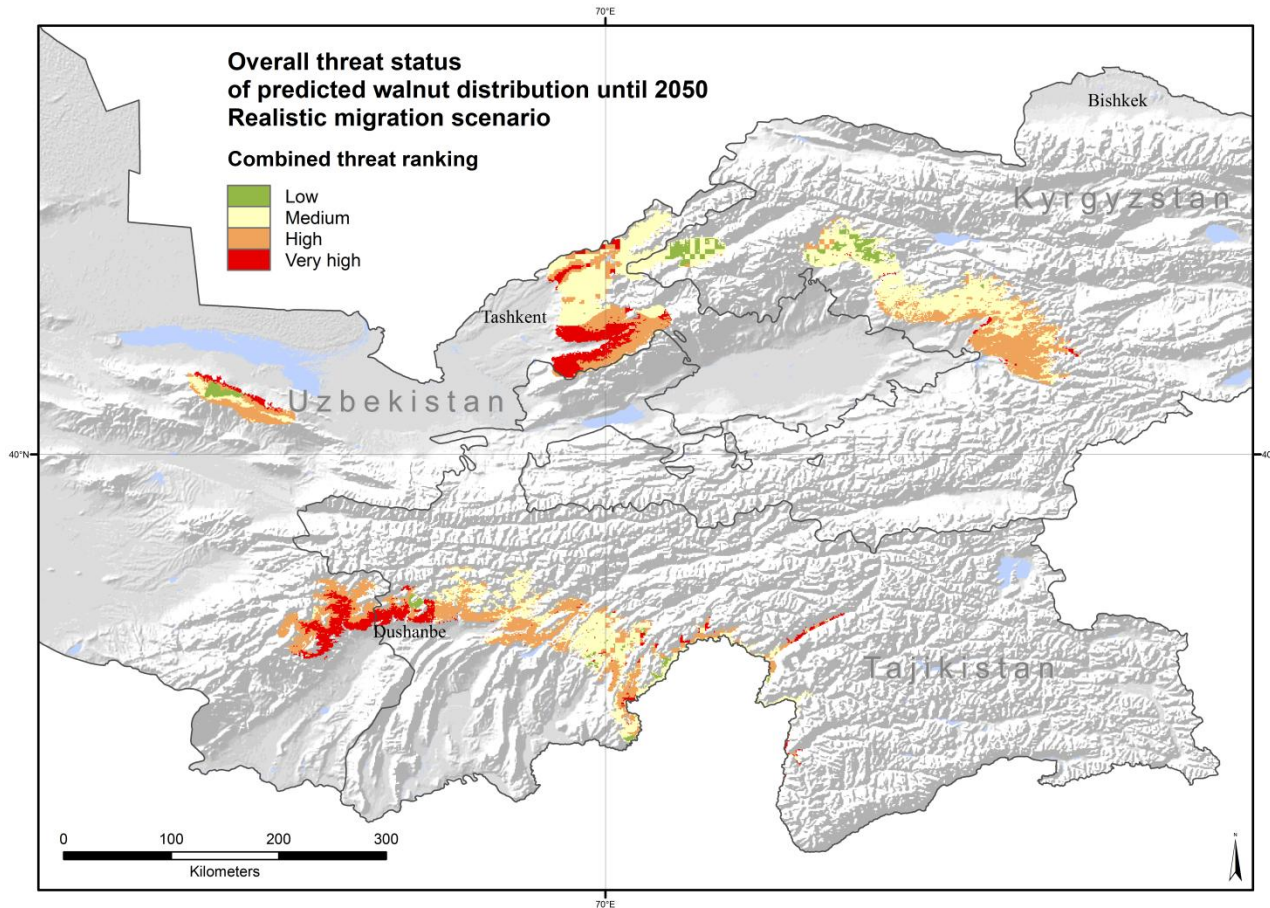 70°E
Overall threat status
of predicted walnut distribution until 2050
Realistic migration scenario
Combined threat ranking
Low
Medium
High
Very high
Bishkek
Kyrgyzstan
Tashkent
Uzbekistan
40°N
40
Dushanbe
Tajikistan
0 100 200 300
Kilometers
N
70°E